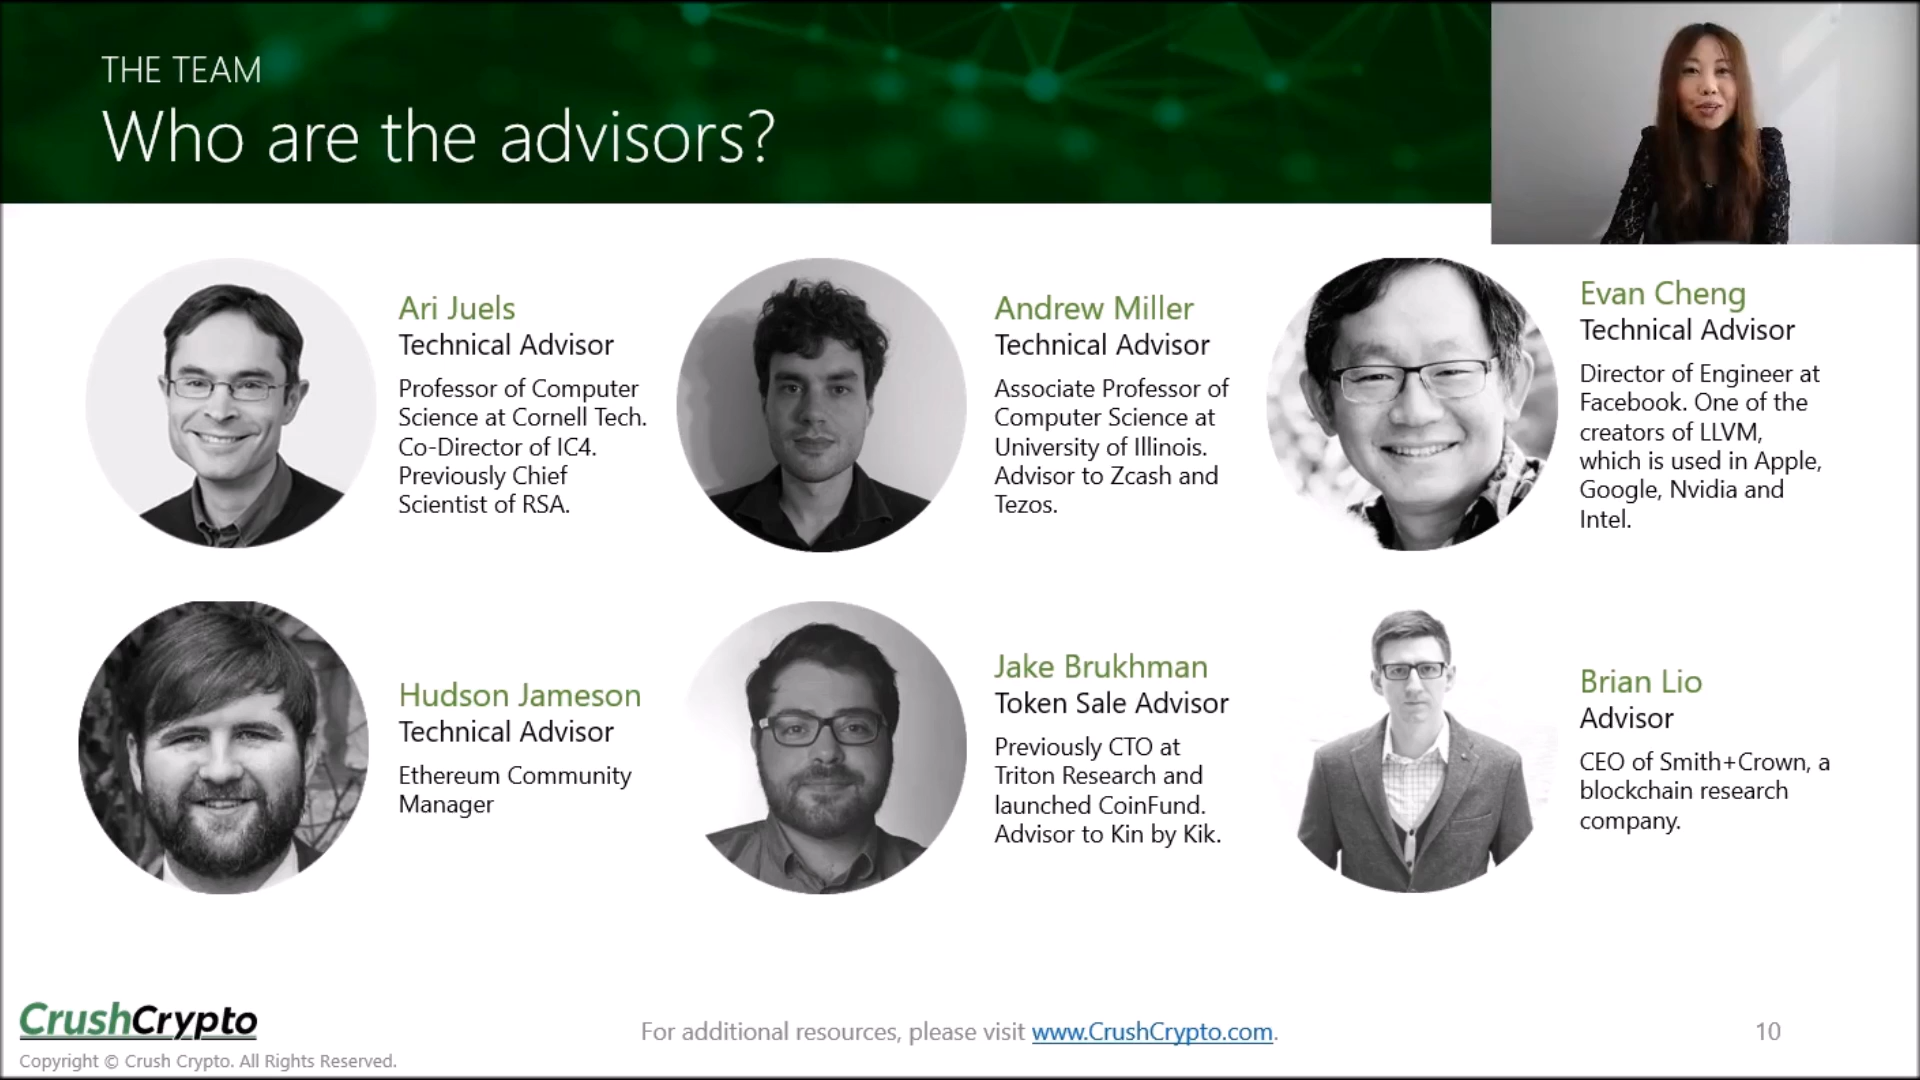 THE TEAM
Who are the advisors?
Ari Juels
Technical Advisor
Professor of Computer
Science at Cornell Tech.
Co-Director of IC4.
Previously Chief
Scientist of RSA.
Andrew Miller
Technical Advisor
Associate Professor of
Computer Science at
University of Illinois.
Advisor to Zcash and
Tezos.
Evan Cheng
Technical Advisor
Director of Engineer at
Facebook. One of the
creators of LLVM,
which is used in Apple,
Google, Nvidia and
Intel.
Hudson Jameson
Technical Advisor
Ethereum Community
Manager
Jake Brukhman
Token Sale Advisor
Previously CTO at
Triton Research and
launched CoinFund.
Advisor to Kin by Kik.
Brian Lio
Advisor
CEO of Smith+Crown, a
blockchain research
company.
CrushCrypto
Copyright © Crush Crypto. All Rights Reserved.
For additional resources, please visit www.CrushCrypto.com.
10